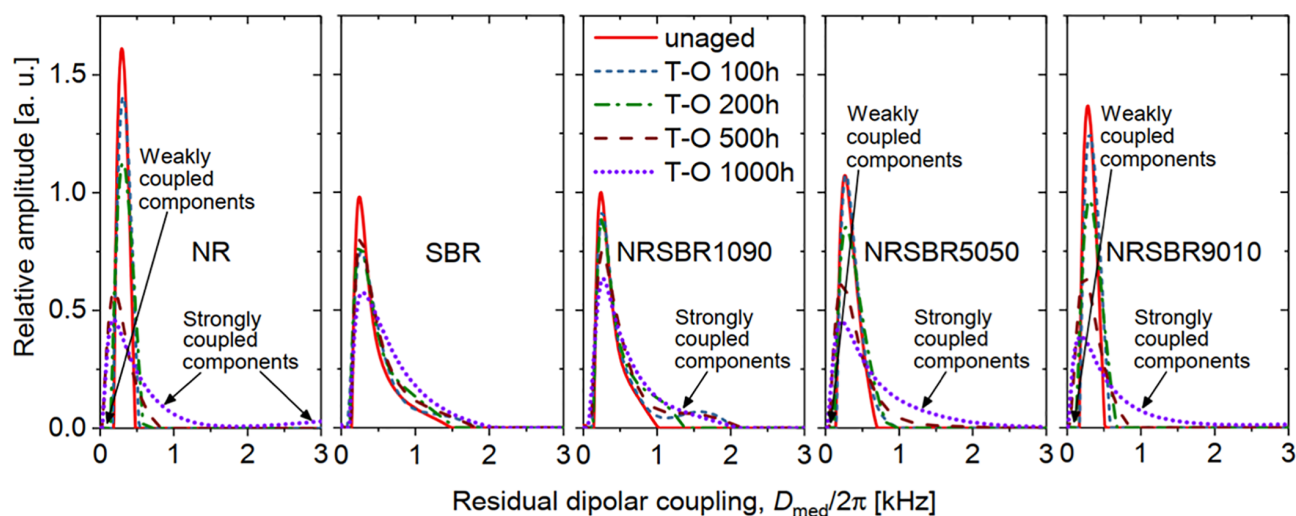 Relative amplitude [a. u.]
1.5
1.0
0.5
0.0
Weakly
coupled
components
NR
Strongly
coupled
components
0 1 2 3
SBR
0 1 2 3
unaged
T-O 100h
T-O 200h
T-O 500h
T-O 1000h
NRSBR1090
Strongly
coupled
components
0 1 2 3
Weakly
coupled
components
NRSBR5050
Strongly
coupled
components
0 1 2 3
Weakly
coupled
components
NRSBR9010
Strongly
coupled
components
0 1 2 3
Residual dipolar coupling, D_med/2π [kHz]